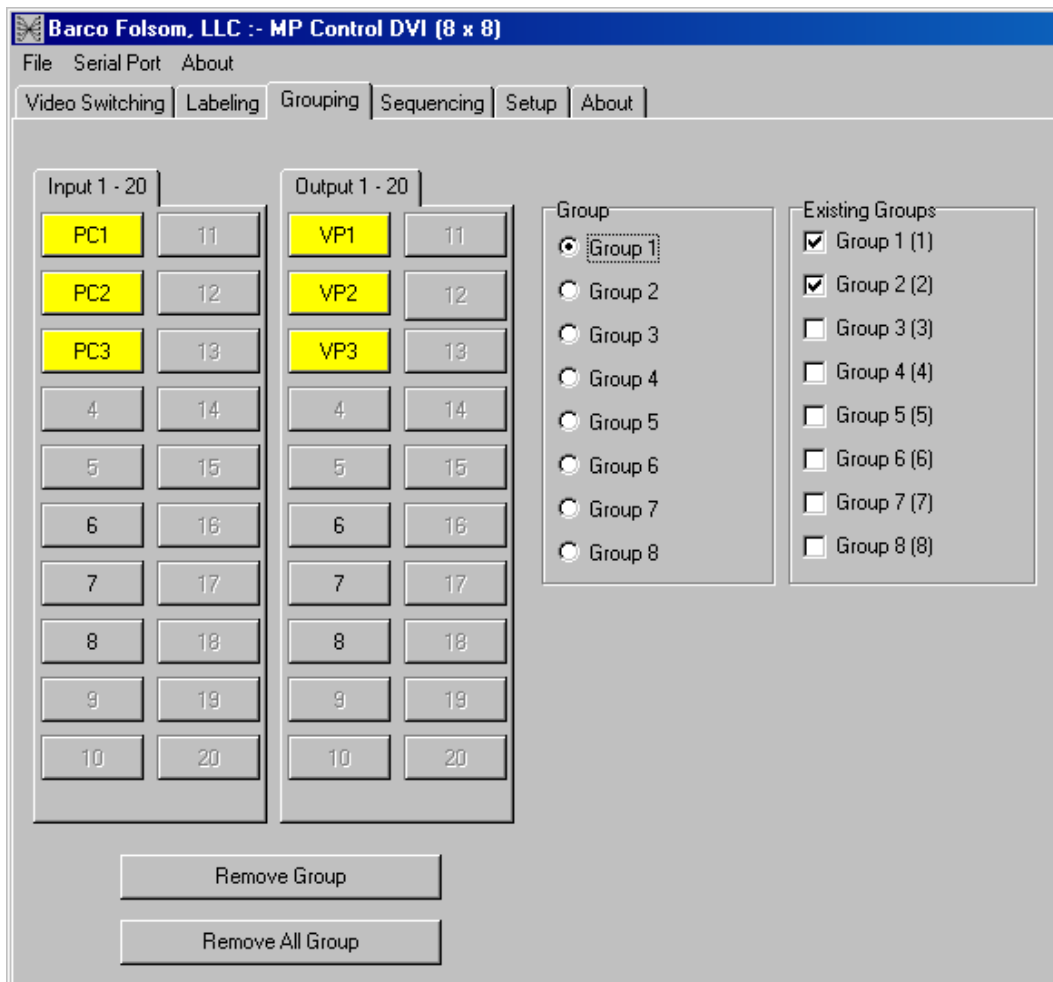 Barco Folsom, LLC :- MP Control DVI (8 x 8)
File Serial Port About
Video Switching Labeling Grouping Sequencing Setup About
Input 1 - 20
PC1 11
PC2 12
PC3 13
4 14
5 15
6 16
7 17
8 18
9 19
10 20
Output 1 - 20
VP1 11
VP2 12
VP3 13
4 14
5 15
6 16
7 17
8 18
9 19
10 20
Group
Group 1
Group 2
Group 3
Group 4
Group 5
Group 6
Group 7
Group 8
Existing Groups
Group 1 (1)
Group 2 (2)
Group 3 (3)
Group 4 (4)
Group 5 (5)
Group 6 (6)
Group 7 (7)
Group 8 (8)
Remove Group
Remove All Group